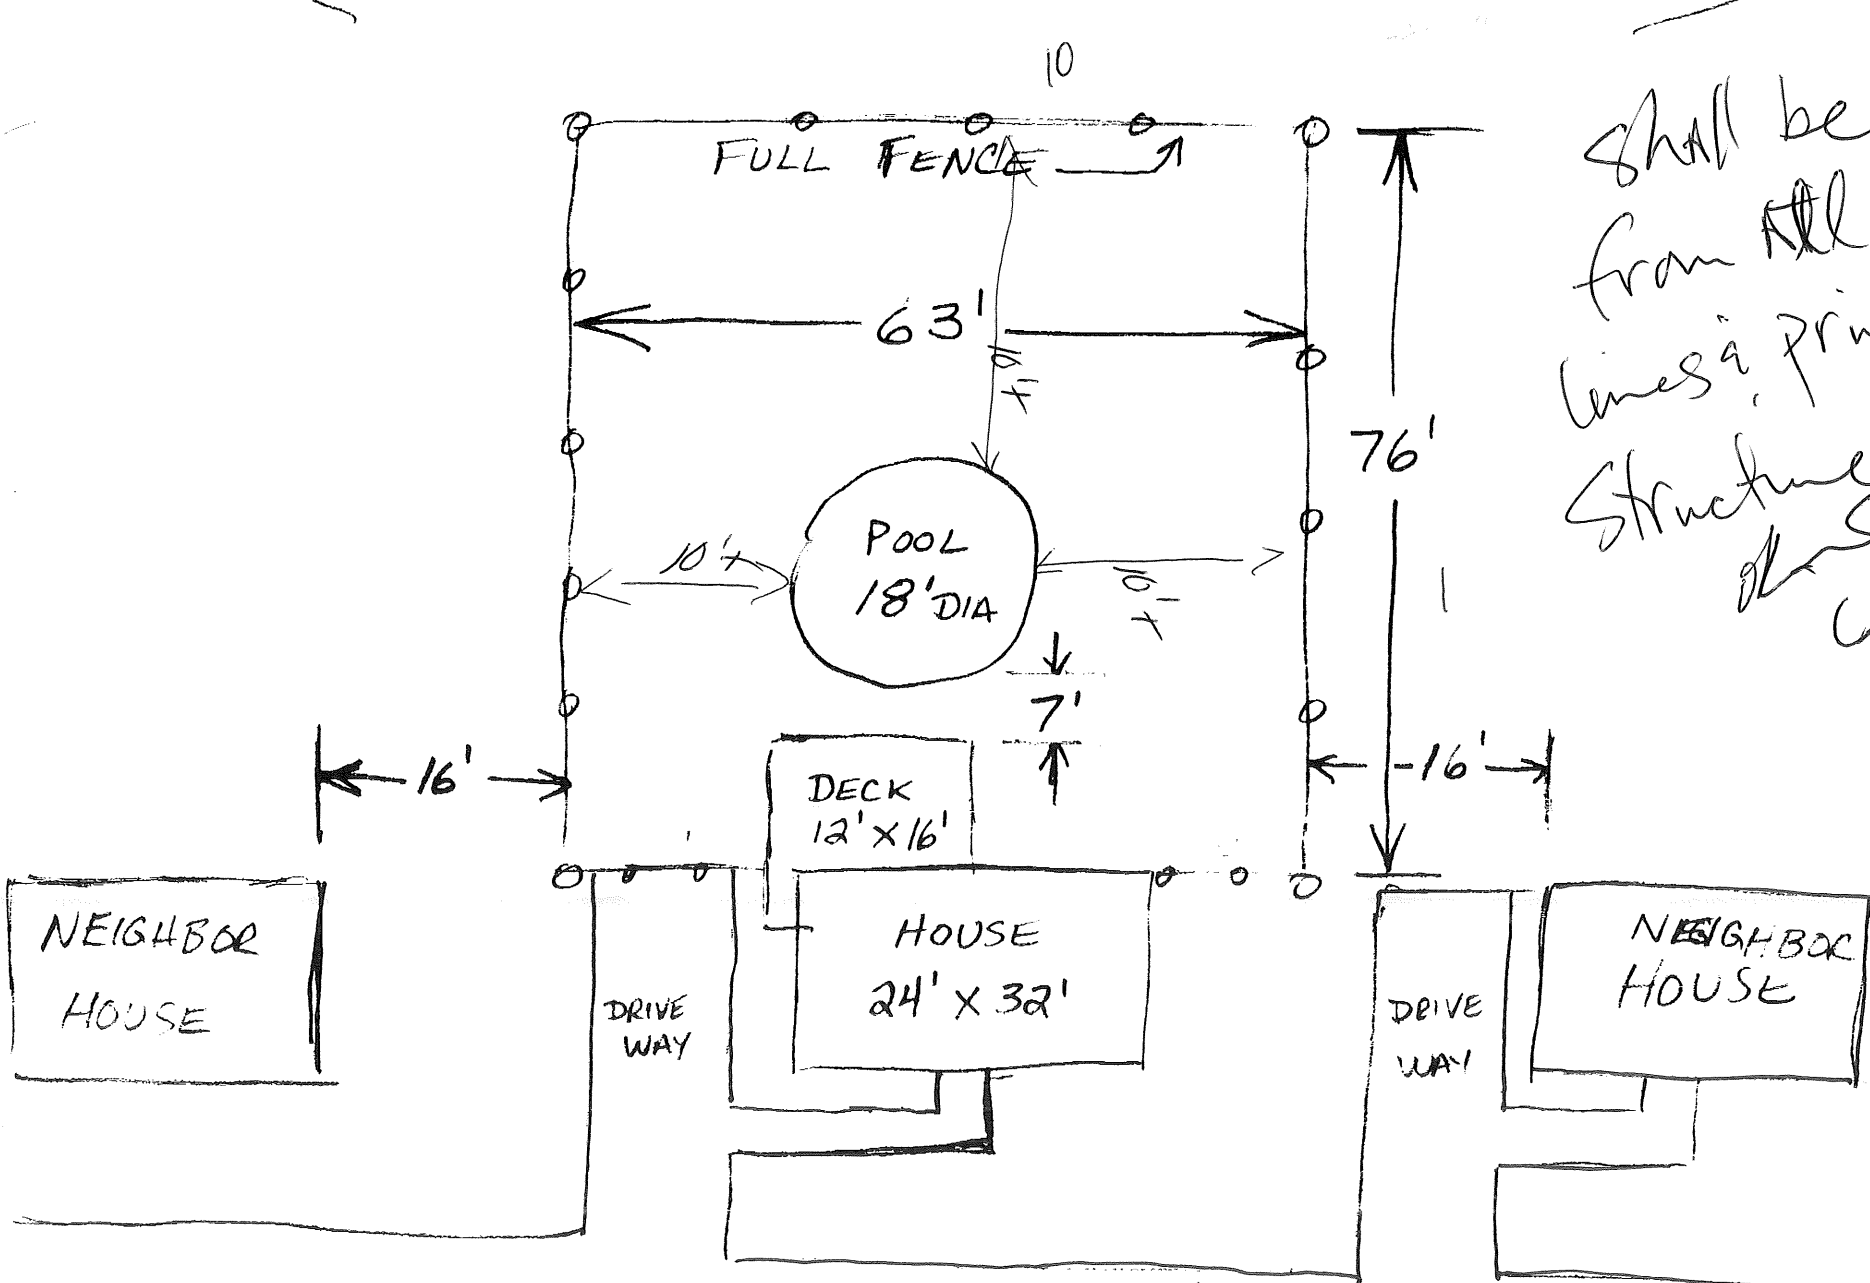 10
FULL FENCE
63'
10'+
76'
POOL
18' DIA
10'+
10'+
7'
16'
16'
DECK
12' X 16'
NEIGHBOR
HOUSE
HOUSE
24' X 32'
DRIVE
WAY
DRIVE
WAY
NEIGHBOR
HOUSE
Shall be
from All
lines &
Structure